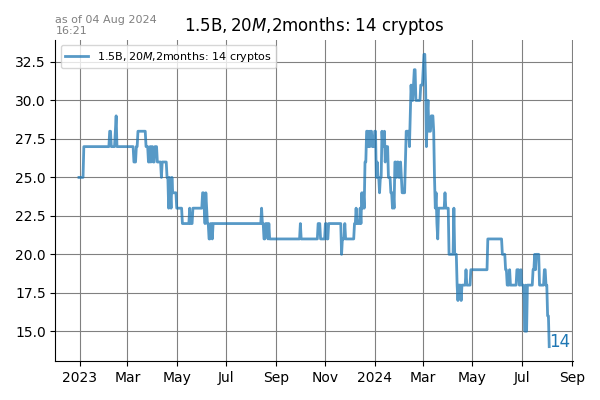 as of 04 Aug 2024
16:21
1.5B, 20M,2months: 14 cryptos
1.5B, 20M,2months: 14 cryptos
32.5
30.0
27.5
25.0
22.5
20.0
17.5
15.0
14
2023 Mar May Jul Sep Nov 2024 Mar May Jul Sep